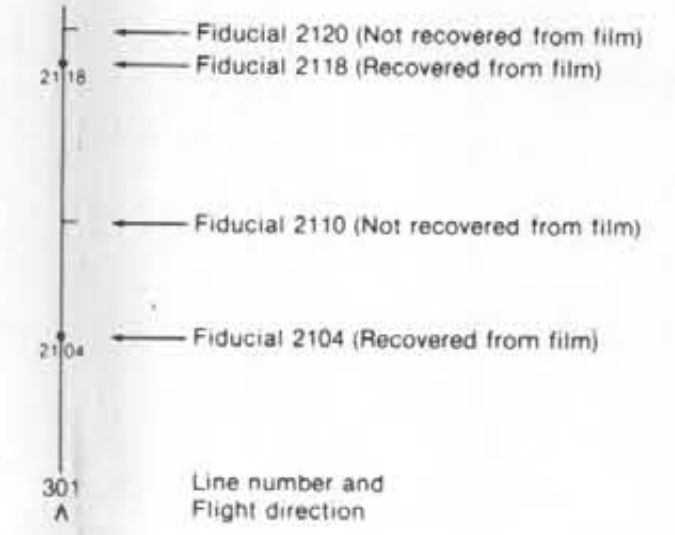 Fiducial 2120 (Not recovered from film)
2118
Fiducial 2118 (Recovered from film)
Fiducial 2110 (Not recovered from film)
2104
Fiducial 2104 (Recovered from film)
301
Line number and
Λ
Flight direction